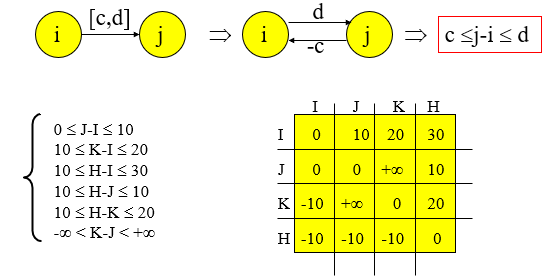 i [c,d] j ⇒ i d -c j ⇒ c ≤j-i ≤ d
0 ≤ J-I ≤ 10
10 ≤ K-I ≤ 20
10 ≤ H-I ≤ 30
10 ≤ H-J ≤ 10
10 ≤ H-K ≤ 20
-∞ < K-J < +∞
I J K H
I 0 10 20 30
J 0 0 +∞ 10
K -10 +∞ 0 20
H -10 -10 -10 0